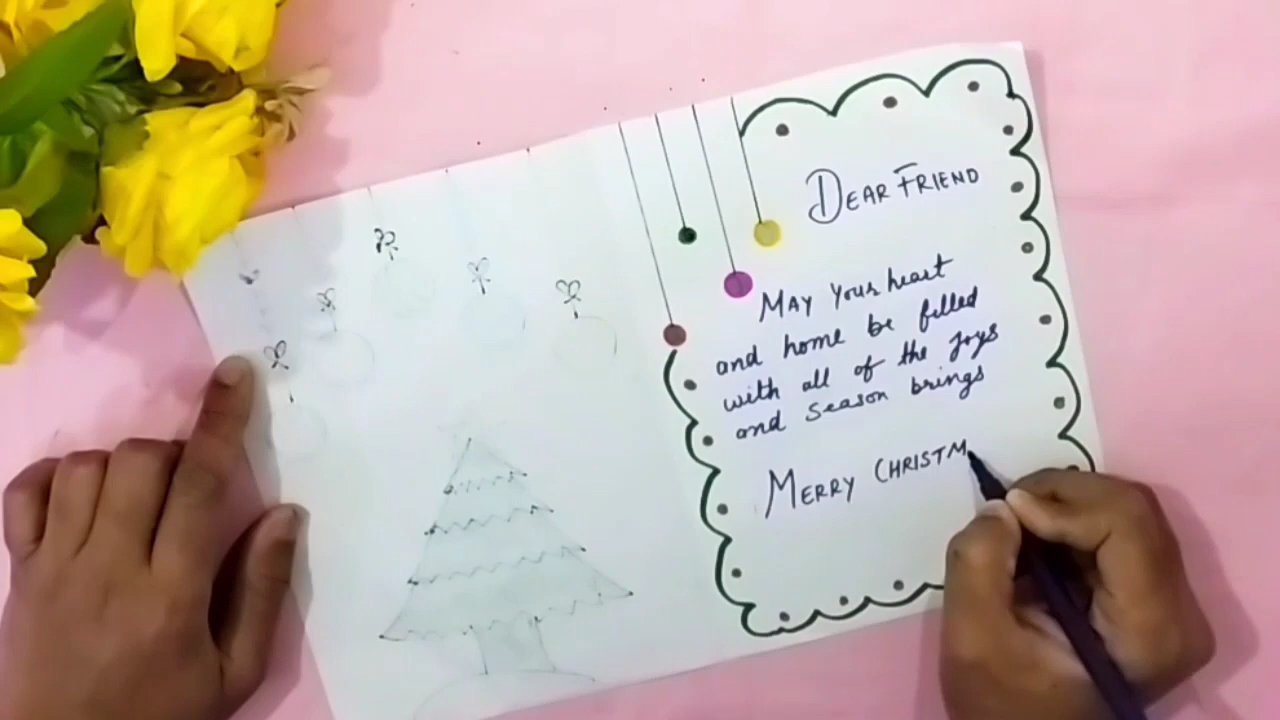 DEAR FRIEND
MAY your heart
and home be filled
with all of the joys
and season brings
MERRY CHRISTM